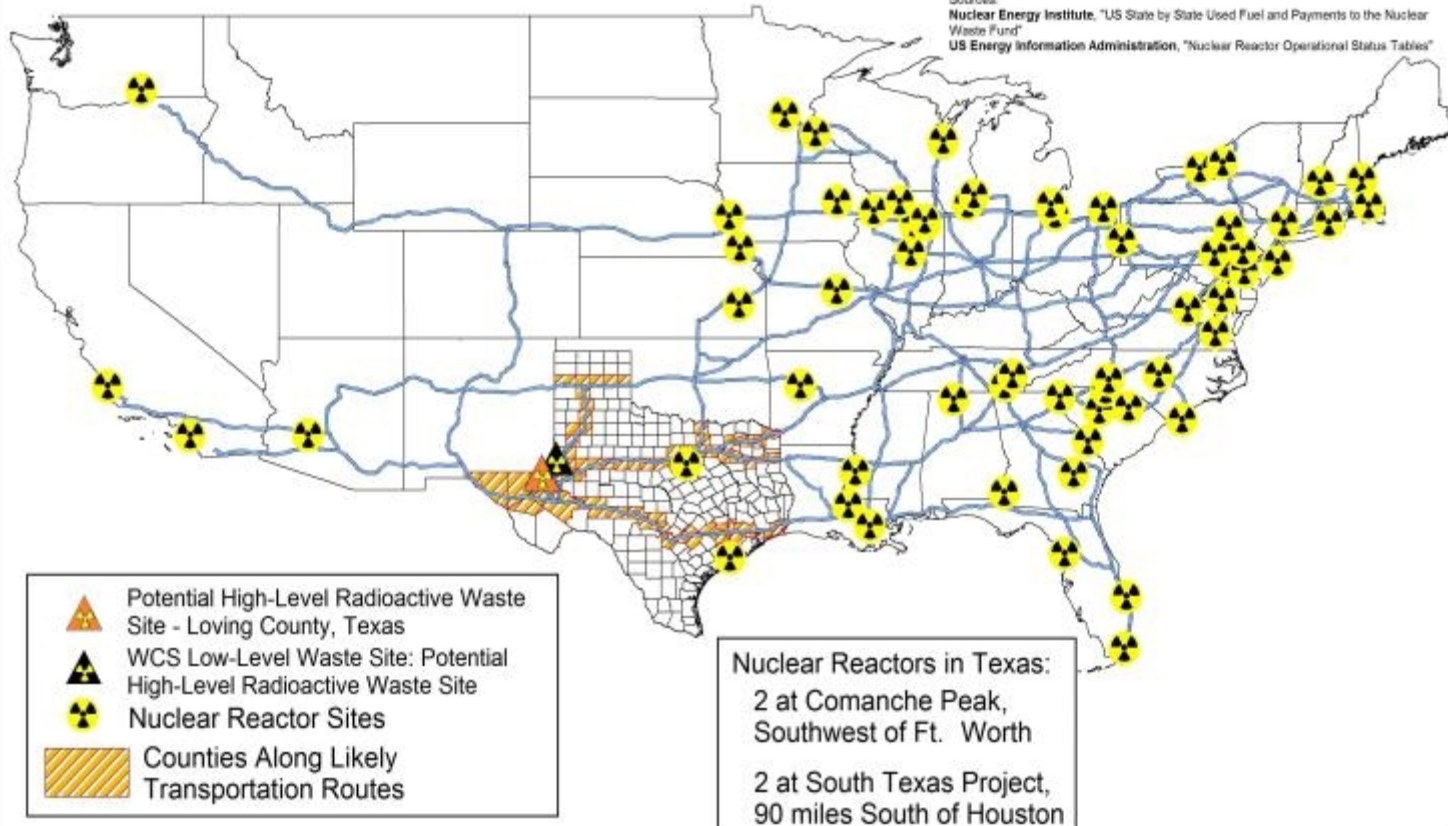 Sources:
Nuclear Energy Institute, "US State by State Used Fuel and Payments to the Nuclear
Waste Fund"
US Energy Information Administration, "Nuclear Reactor Operational Status Tables"
Potential High-Level Radioactive Waste
Site - Loving County, Texas
WCS Low-Level Waste Site: Potential
High-Level Radioactive Waste Site
Nuclear Reactor Sites
Counties Along Likely
Transportation Routes
Nuclear Reactors in Texas:
2 at Comanche Peak,
Southwest of Ft. Worth
2 at South Texas Project,
90 miles South of Houston